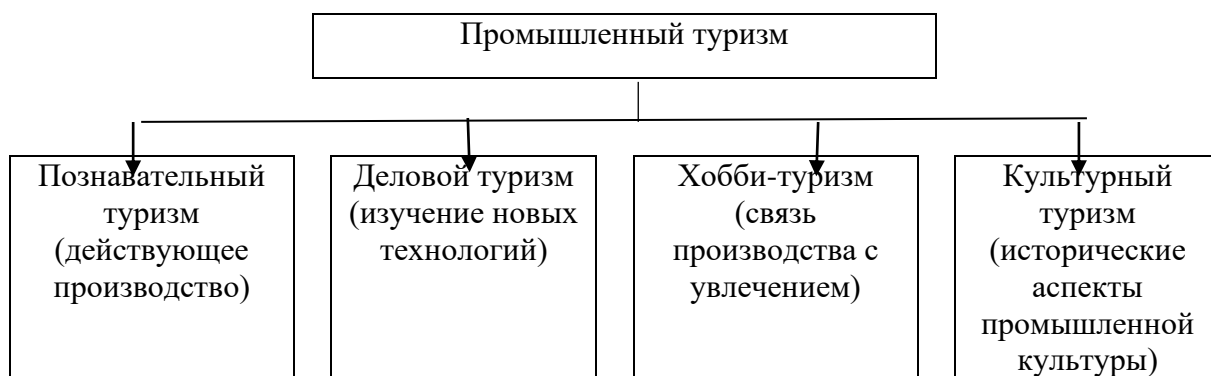 Промышленный туризм
Познавательный
туризм
(действующее
производство)
Деловой туризм
(изучение новых
технологий)
Хобби-туризм
(связь
производства с
увлечением)
Культурный
туризм
(исторические
аспекты
промышленной
культуры)